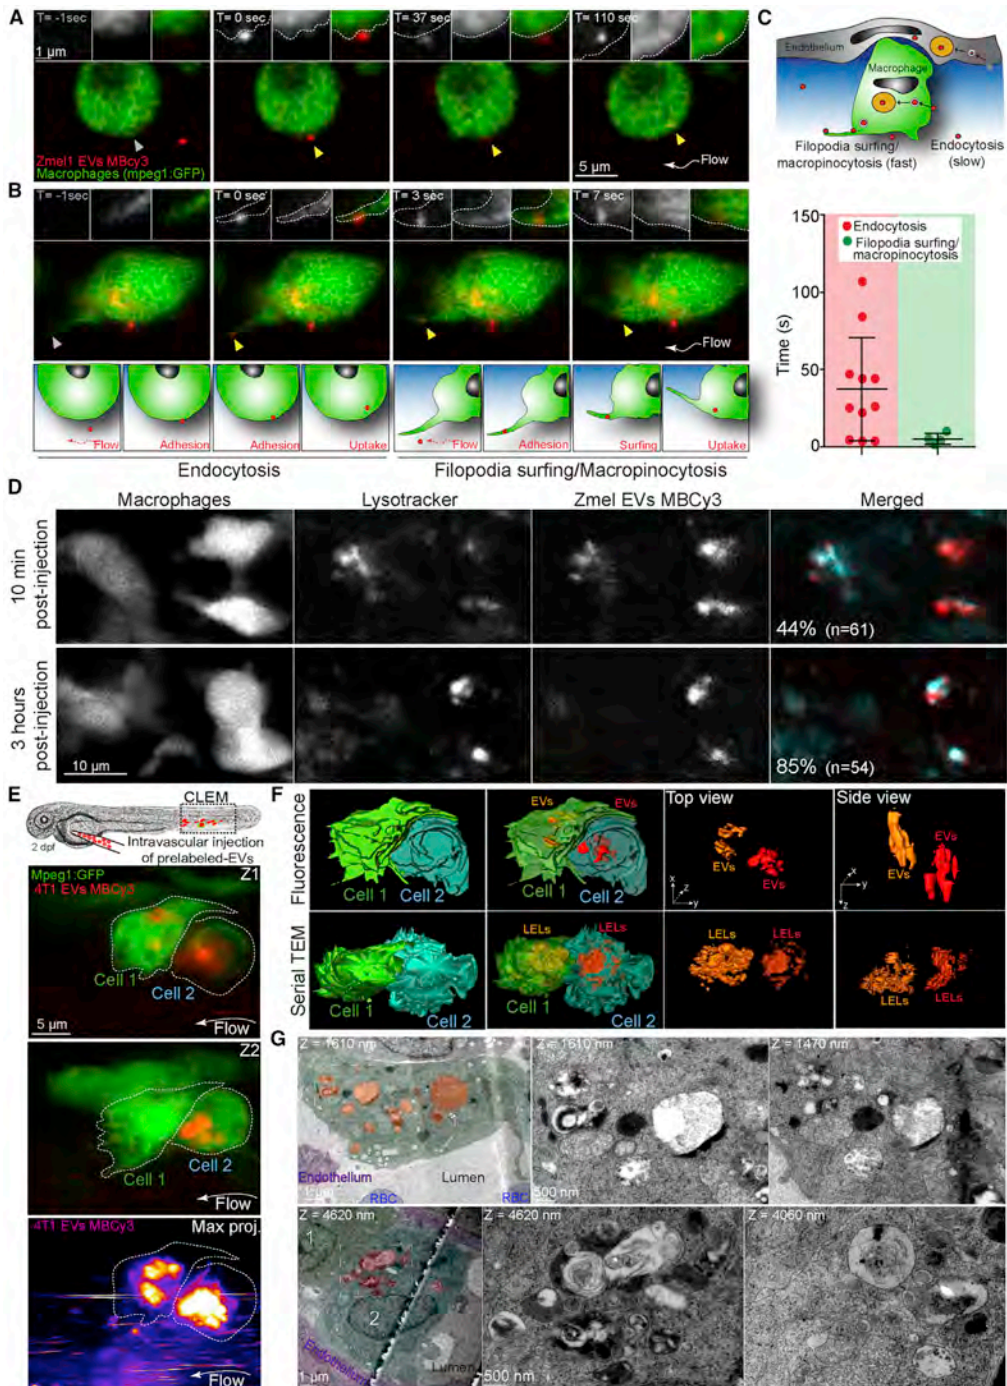 A
T= -1sec
T= 0 sec
T= 37 sec
T= 110 sec
1 µm
Zmel1 EVs MBCy3
Macrophages (mpeg1:GFP)
5 µm
Flow
B
T= -1sec
T= 0 sec
T= 3 sec
T= 7 sec
Flow
Flow
Adhesion
Adhesion
Uptake
Flow
Adhesion
Surfing
Uptake
Endocytosis
Filopodia surfing/Macropinocytosis
C
Endothelium
Macrophage
Filopodia surfing/
macropinocytosis (fast)
Endocytosis
(slow)
150
100
50
0
Time (s)
Endocytosis
Filopodia surfing/
macropinocytosis
D
Macrophages
Lysotracker
Zmel EVs MBCy3
Merged
10 min
post-injection
44% (n=61)
3 hours
post-injection
10 µm
85% (n=54)
E
CLEM
2 dpf
Intravascular injection
of prelabeled-EVs
Mpeg1:GFP
4T1 EVs MBCy3
Z1
Cell 1
Cell 2
5 µm
Flow
Z2
Cell 1
Cell 2
Flow
4T1 EVs MBCy3
Max proj.
Flow
F
Fluorescence
Cell 1
Cell 2
EVs
EVs
Cell 1
Cell 2
Top view
EVs
EVs
x
z
y
Side view
EVs
EVs
x
y
z
Serial TEM
Cell 1
Cell 2
LELs
LELs
Cell 1
Cell 2
LELs
LELs
LELs
LELs
G
Z = 1610 nm
1
Endothelium
Lumen
1 µm
RBC
RBC
Z = 1610 nm
500 nm
Z = 1470 nm
Z = 4620 nm
1
2
Endothelium
Lumen
1 µm
Z = 4620 nm
500 nm
Z = 4060 nm